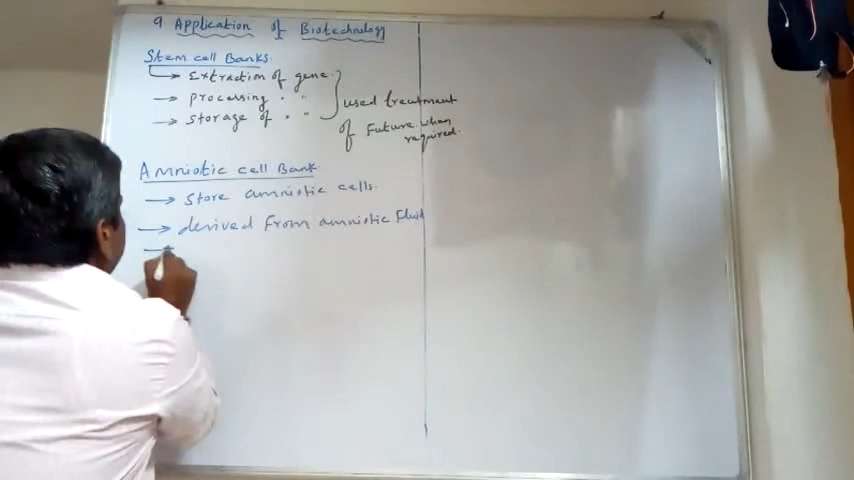 9 Application of Biotechnology
Stem cell Banks
→ Extraction of gene
→ processing " "
→ storage of " "
used treatment
of Future when
required.
Amniotic cell Bank
→ Store amniotic cells.
→ derived From amniotic Fluid
→